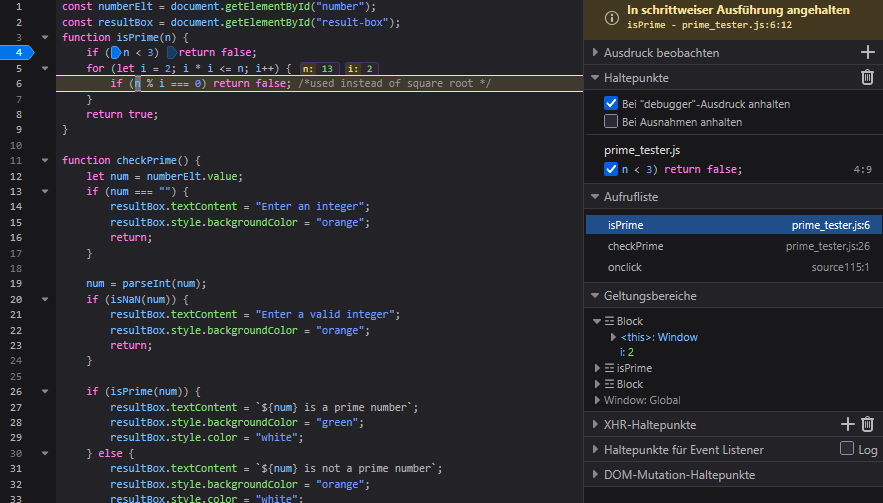 1 const numberElt = document.getElementById("number");
2 const resultBox = document.getElementById("result-box");
3 function isPrime(n) {
4 if (n < 3) return false;
5 for (let i = 2; i * i <= n; i++) { n: 13 i: 2
6 if (n % i === 0) return false; /*used instead of square root */
7 }
8 return true;
9 }
10
11 function checkPrime() {
12 let num = numberElt.value;
13 if (num === "") {
14 resultBox.textContent = "Enter an integer";
15 resultBox.style.backgroundColor = "orange";
16 return;
17 }
18
19 num = parseInt(num);
20 if (isNaN(num)) {
21 resultBox.textContent = "Enter a valid integer";
22 resultBox.style.backgroundColor = "orange";
23 return;
24 }
25
26 if (isPrime(num)) {
27 resultBox.textContent = `${num} is a prime number`;
28 resultBox.style.backgroundColor = "green";
29 resultBox.style.color = "white";
30 } else {
31 resultBox.textContent = `${num} is not a prime number`;
32 resultBox.style.backgroundColor = "orange";
33 resultBox.style.color = "white";
In schrittweiser Ausführung angehalten
isPrime - prime_tester.js:6:12
Ausdruck beobachten
Haltepunkte
Bei "debugger"-Ausdruck anhalten
Bei Ausnahmen anhalten
prime_tester.js
n < 3) return false; 4:9
Aufrufliste
isPrime prime_tester.js:6
checkPrime prime_tester.js:26
onclick source115:1
Geltungsbereiche
Block
<this>: Window
i: 2
isPrime
Block
Window: Global
XHR-Haltepunkte
Haltepunkte für Event Listener Log
DOM-Mutation-Haltepunkte